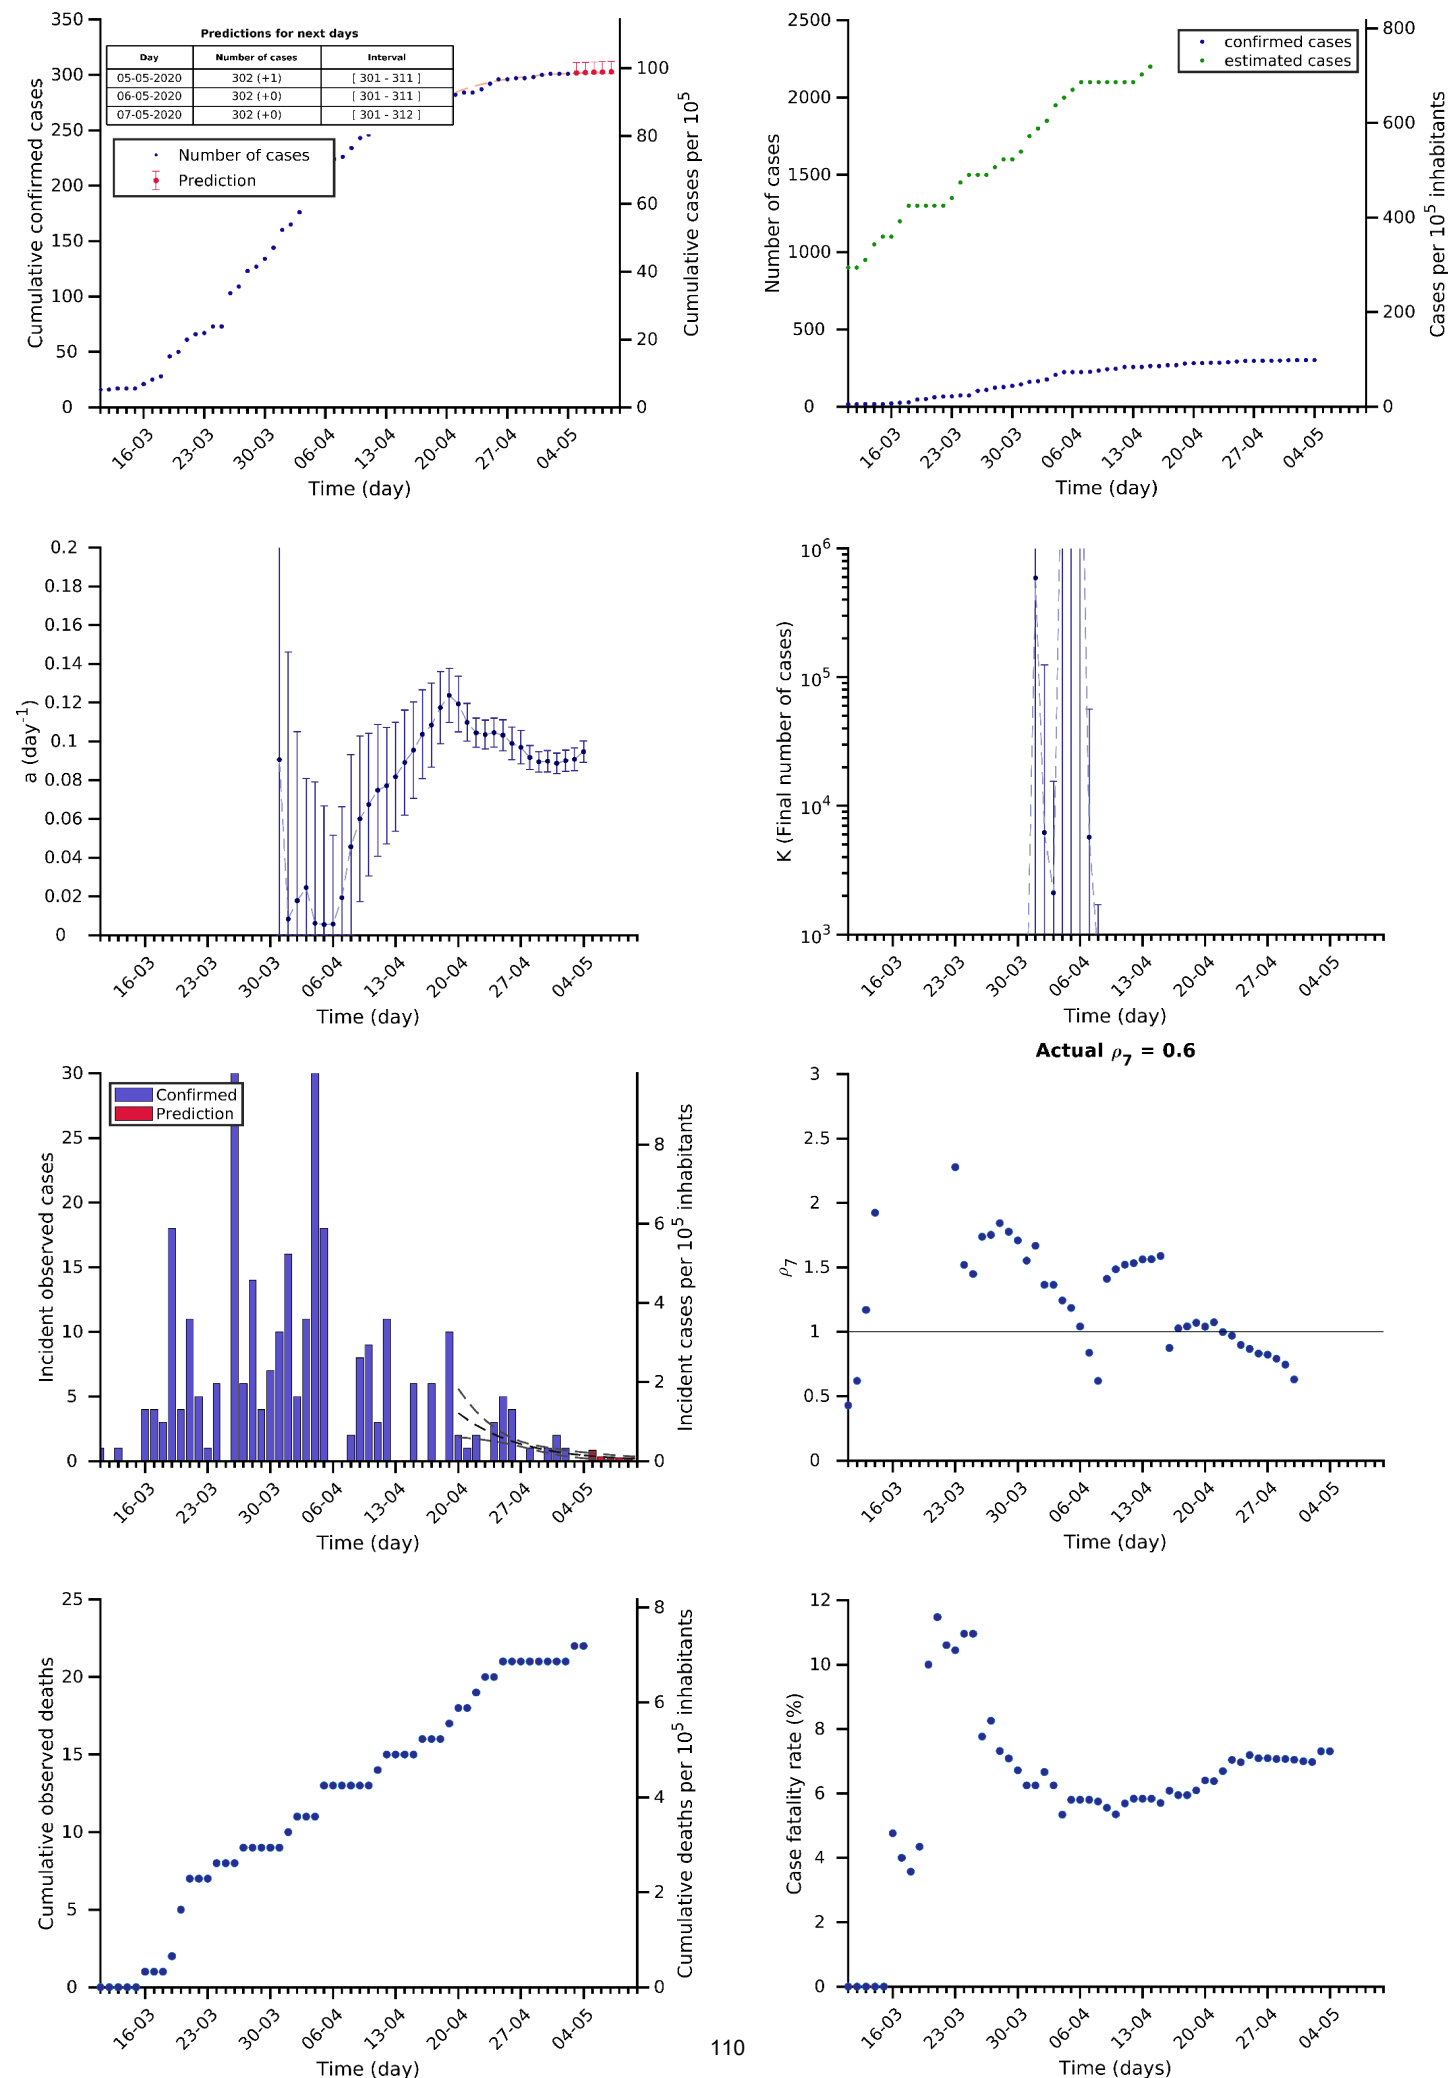 Predictions for next days
Day Number of cases Interval
05-05-2020 302 (+1) [ 301 - 311 ]
06-05-2020 302 (+0) [ 301 - 311 ]
07-05-2020 302 (+0) [ 301 - 312 ]
Number of cases
Prediction
Cumulative confirmed cases
350
300
250
200
150
100
50
0
Cumulative cases per 10^5
100
80
60
40
20
0
16-03 23-03 30-03 06-04 13-04 20-04 27-04 04-05
Time (day)
confirmed cases
estimated cases
Number of cases
2500
2000
1500
1000
500
0
Cases per 10^5 inhabitants
800
600
400
200
0
16-03 23-03 30-03 06-04 13-04 20-04 27-04 04-05
Time (day)
a (day^-1)
0.2
0.18
0.16
0.14
0.12
0.1
0.08
0.06
0.04
0.02
0
16-03 23-03 30-03 06-04 13-04 20-04 27-04 04-05
Time (day)
K (Final number of cases)
10^6
10^5
10^4
10^3
16-03 23-03 30-03 06-04 13-04 20-04 27-04 04-05
Time (day)
Confirmed
Prediction
Incident observed cases
30
25
20
15
10
5
0
Incident cases per 10^5 inhabitants
8
6
4
2
0
16-03 23-03 30-03 06-04 13-04 20-04 27-04 04-05
Time (day)
Actual ρ_7 = 0.6
ρ_7
3
2.5
2
1.5
1
0.5
0
16-03 23-03 30-03 06-04 13-04 20-04 27-04 04-05
Time (day)
Cumulative observed deaths
25
20
15
10
5
0
Cumulative deaths per 10^5 inhabitants
8
6
4
2
0
16-03 23-03 30-03 06-04 13-04 20-04 27-04 04-05
Time (day)
Case fatality rate (%)
12
10
8
6
4
2
0
16-03 23-03 30-03 06-04 13-04 20-04 27-04 04-05
Time (days)
110